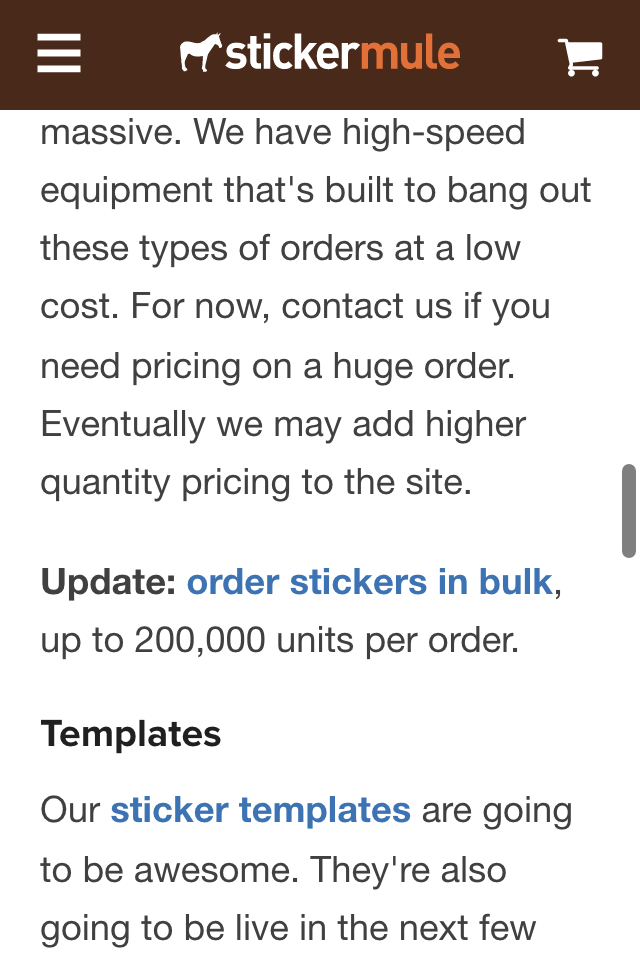 stickermule
massive. We have high-speed
equipment that's built to bang out
these types of orders at a low
cost. For now, contact us if you
need pricing on a huge order.
Eventually we may add higher
quantity pricing to the site.
Update: order stickers in bulk,
up to 200,000 units per order.
Templates
Our sticker templates are going
to be awesome. They're also
going to be live in the next few